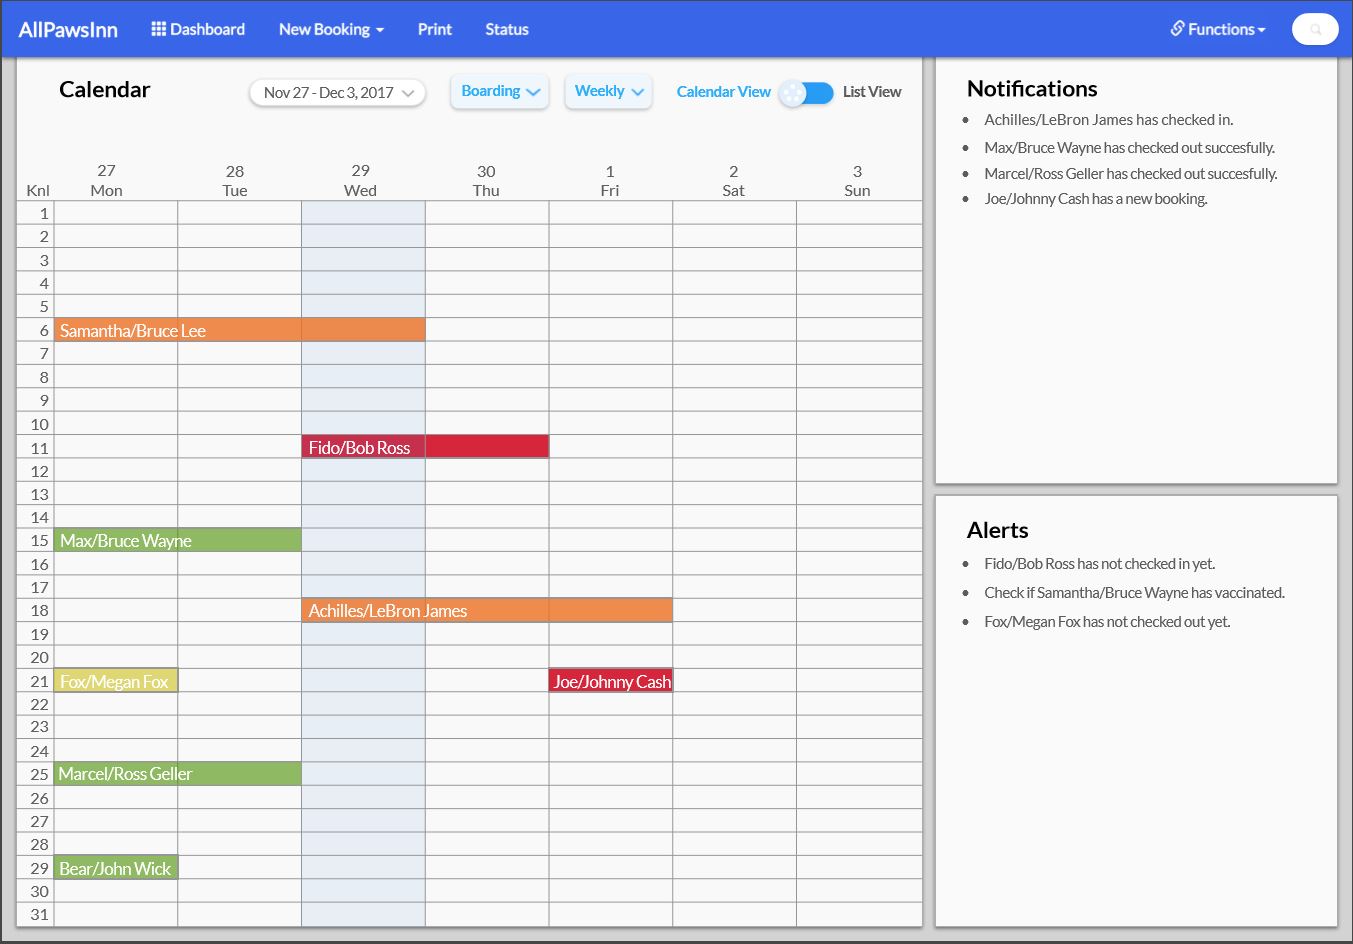 AllPawsInn Dashboard New Booking Print Status Functions
Calendar
Nov 27 - Dec 3, 2017 Boarding Weekly Calendar View List View
27 28 29 30 1 2 3
Knl Mon Tue Wed Thu Fri Sat Sun
1
2
3
4
5
6 Samantha/Bruce Lee
7
8
9
10
11 Fido/Bob Ross
12
13
14
15 Max/Bruce Wayne
16
17
18 Achilles/LeBron James
19
20
21 Fox/Megan Fox Joe/Johnny Cash
22
23
24
25 Marcel/Ross Geller
26
27
28
29 Bear/John Wick
30
31
Notifications
Achilles/LeBron James has checked in.
Max/Bruce Wayne has checked out succesfully.
Marcel/Ross Geller has checked out succesfully.
Joe/Johnny Cash has a new booking.
Alerts
Fido/Bob Ross has not checked in yet.
Check if Samantha/Bruce Wayne has vaccinated.
Fox/Megan Fox has not checked out yet.